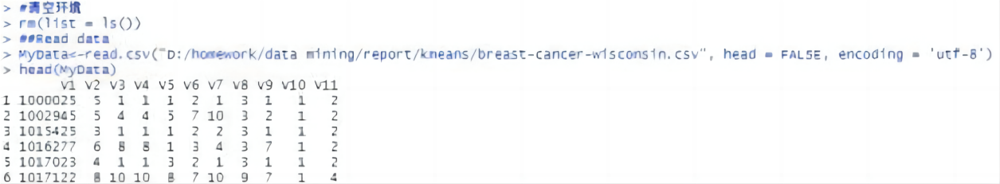 > #清空环境
> rm(list = ls())
> ##Read data
> MyData<-read.csv("D:/homework/data mining/report/kmeans/breast-cancer-wisconsin.csv", head = FALSE, encoding = 'utf-8')
> head(MyData)
V1 V2 V3 V4 V5 V6 V7 V8 V9 V10 V11
1 1000025 5 1 1 1 2 1 3 1 1 2
2 1002945 5 4 4 5 7 10 3 2 1 2
3 1015425 3 1 1 1 2 2 3 1 1 2
4 1016277 6 8 8 1 3 4 3 7 1 2
5 1017023 4 1 1 3 2 1 3 1 1 2
6 1017122 8 10 10 8 7 10 9 7 1 4